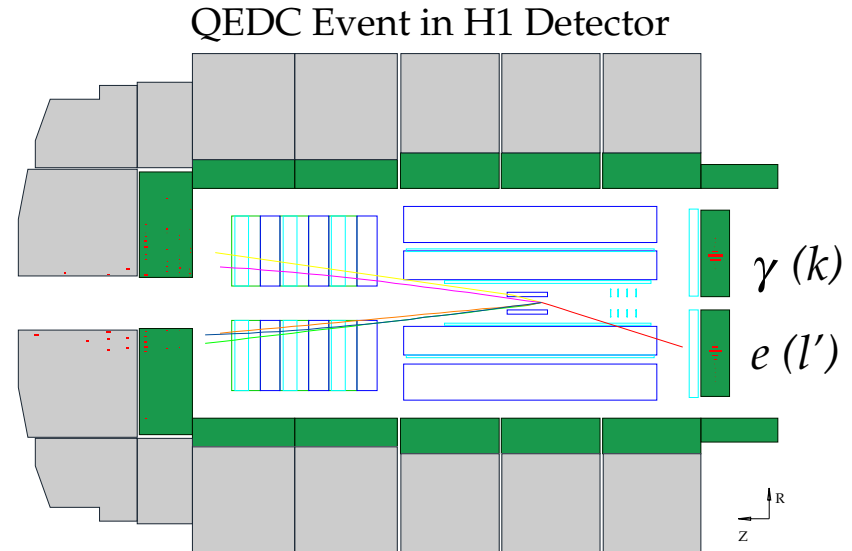 QEDC Event in H1 Detector
γ (k)
e (l′)
R
Z